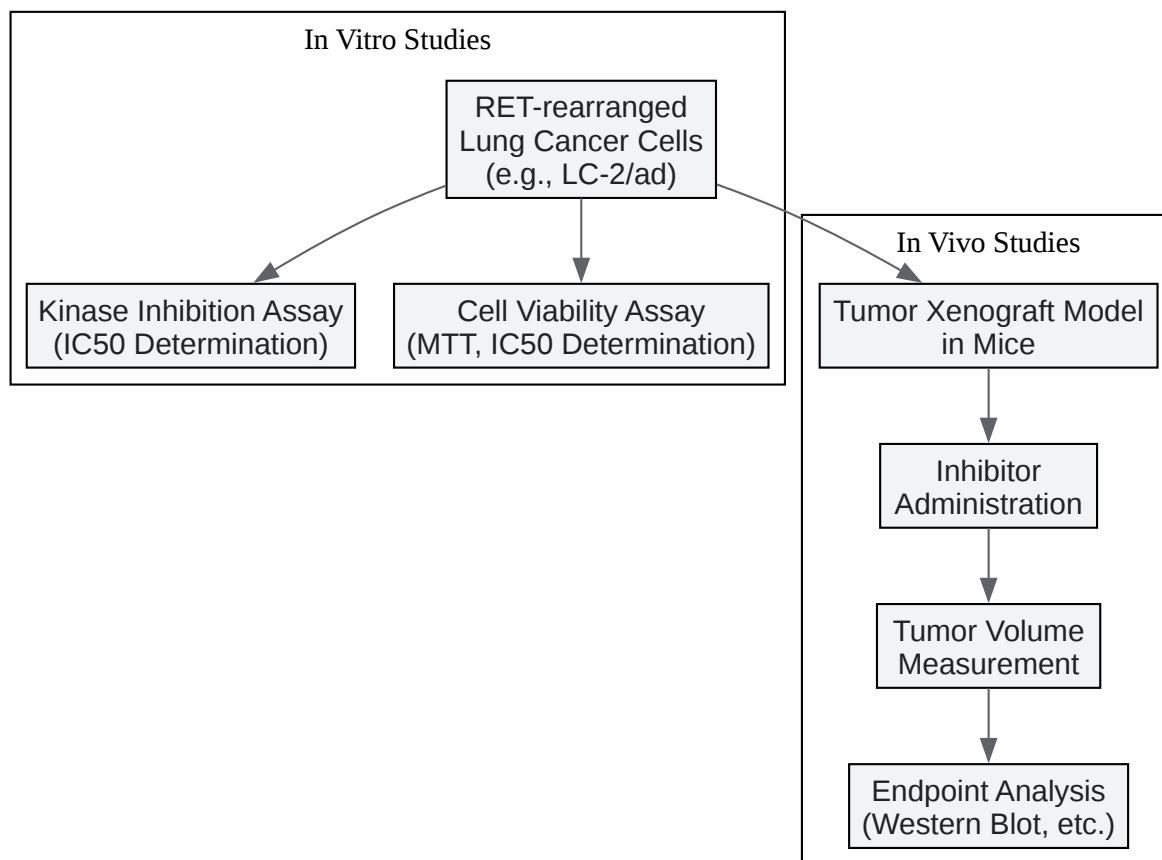 In Vitro Studies
RET-rearranged
Lung Cancer Cells
(e.g., LC-2/ad)
Kinase Inhibition Assay
(IC50 Determination)
Cell Viability Assay
(MTT, IC50 Determination)
In Vivo Studies
Tumor Xenograft Model
in Mice
Inhibitor
Administration
Tumor Volume
Measurement
Endpoint Analysis
(Western Blot, etc.)